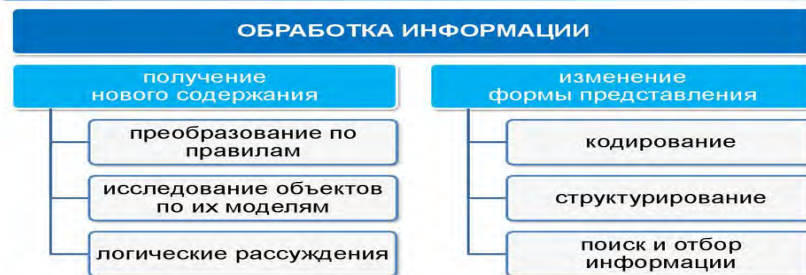 ОБРАБОТКА ИНФОРМАЦИИ
получение
нового содержания
преобразование по
правилам
исследование объектов
по их моделям
логические рассуждения
изменение
формы представления
кодирование
структурирование
поиск и отбор
информации